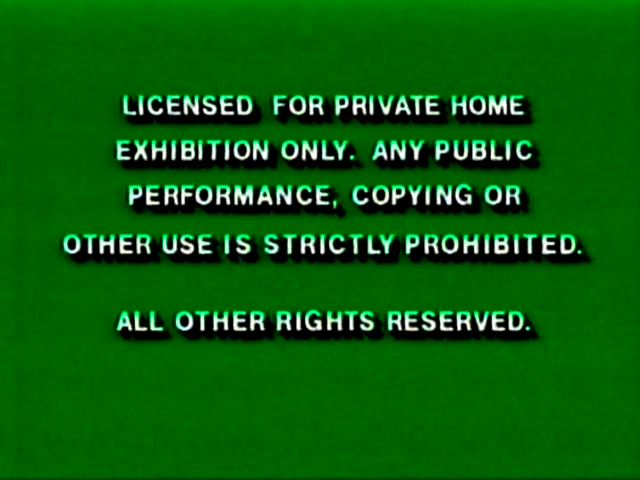 LICENSED FOR PRIVATE HOME
EXHIBITION ONLY. ANY PUBLIC
PERFORMANCE, COPYING OR
OTHER USE IS STRICTLY PROHIBITED.
ALL OTHER RIGHTS RESERVED.